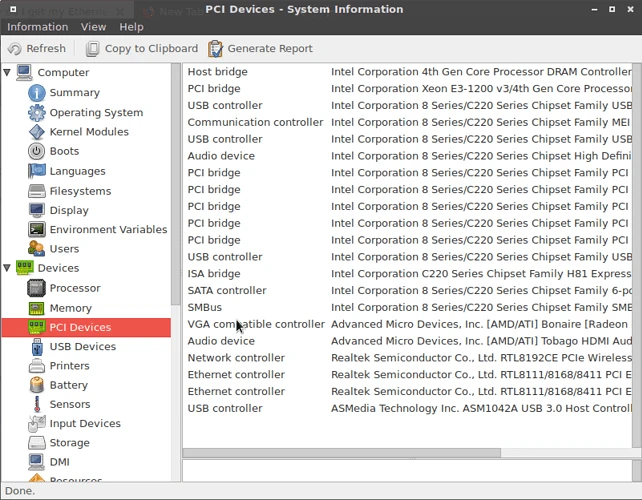 PCI Devices - System Information
Information View Help
Refresh Copy to Clipboard Generate Report
Computer
Summary
Operating System
Kernel Modules
Boots
Languages
Filesystems
Display
Environment Variables
Users
Devices
Processor
Memory
PCI Devices
USB Devices
Printers
Battery
Sensors
Input Devices
Storage
DMI
Resources
Host bridge Intel Corporation 4th Gen Core Processor DRAM Controller
PCI bridge Intel Corporation Xeon E3-1200 v3/4th Gen Core Processor
USB controller Intel Corporation 8 Series/C220 Series Chipset Family USB
Communication controller Intel Corporation 8 Series/C220 Series Chipset Family MEI
USB controller Intel Corporation 8 Series/C220 Series Chipset Family USB
Audio device Intel Corporation 8 Series/C220 Series Chipset High Defini
PCI bridge Intel Corporation 8 Series/C220 Series Chipset Family PCI
PCI bridge Intel Corporation 8 Series/C220 Series Chipset Family PCI
PCI bridge Intel Corporation 8 Series/C220 Series Chipset Family PCI
PCI bridge Intel Corporation 8 Series/C220 Series Chipset Family PCI
PCI bridge Intel Corporation 8 Series/C220 Series Chipset Family PCI
USB controller Intel Corporation 8 Series/C220 Series Chipset Family USB
ISA bridge Intel Corporation C220 Series Chipset Family H81 Express
SATA controller Intel Corporation 8 Series/C220 Series Chipset Family 6-po
SMBus Intel Corporation 8 Series/C220 Series Chipset Family SME
VGA compatible controller Advanced Micro Devices, Inc. [AMD/ATI] Bonaire [Radeon
Audio device Advanced Micro Devices, Inc. [AMD/ATI] Tobago HDMI Aud
Network controller Realtek Semiconductor Co., Ltd. RTL8192CE PCIe Wireless
Ethernet controller Realtek Semiconductor Co., Ltd. RTL8111/8168/8411 PCI E
Ethernet controller Realtek Semiconductor Co., Ltd. RTL8111/8168/8411 PCI E
USB controller ASMedia Technology Inc. ASM1042A USB 3.0 Host Controll
Done.